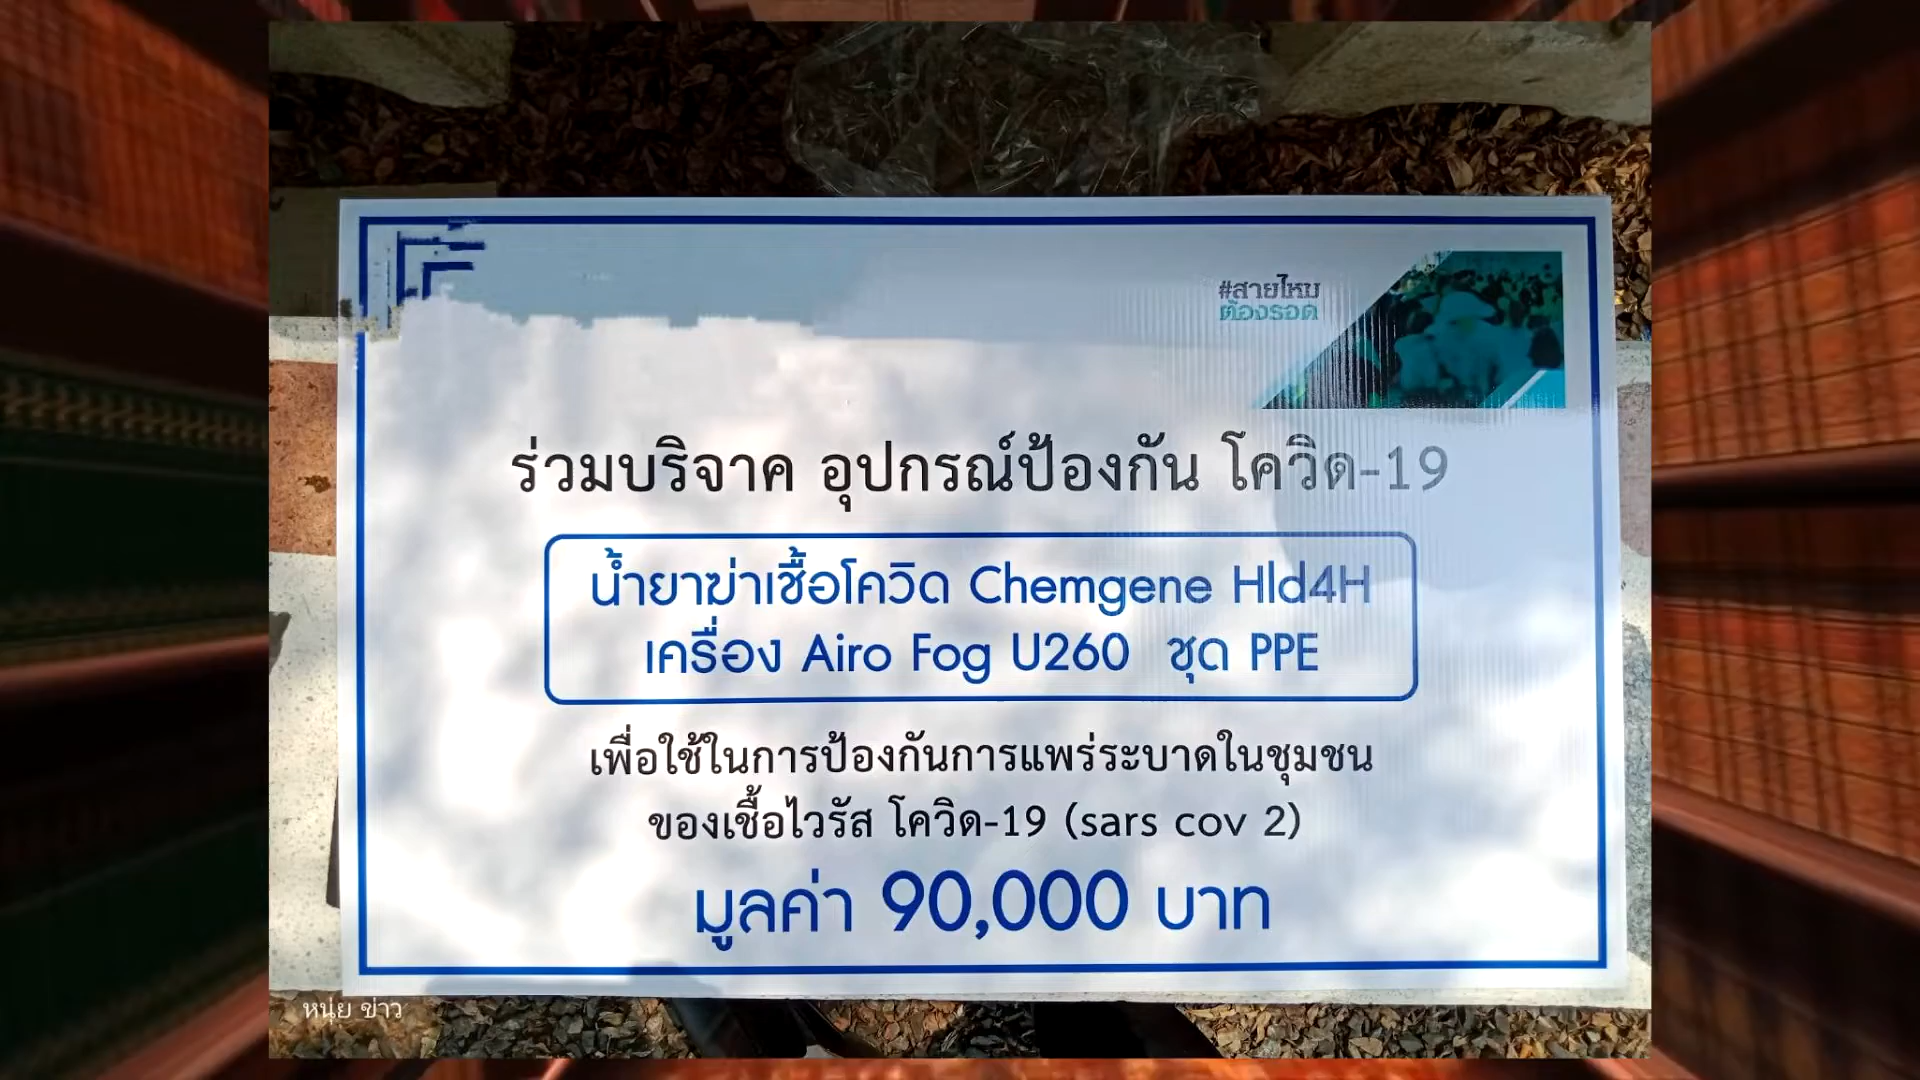 #สายไหม
ต้องรอด
ร่วมบริจาค อุปกรณ์ป้องกัน โควิด-19
น้ำยาฆ่าเชื้อโควิด Chemgene Hld4H
เครื่อง Airo Fog U260 ชุด PPE
เพื่อใช้ในการป้องกันการแพร่ระบาดในชุมชน
ของเชื้อไวรัส โควิด-19 (sars cov 2)
มูลค่า 90,000 บาท
หนุ่ย ข่าว